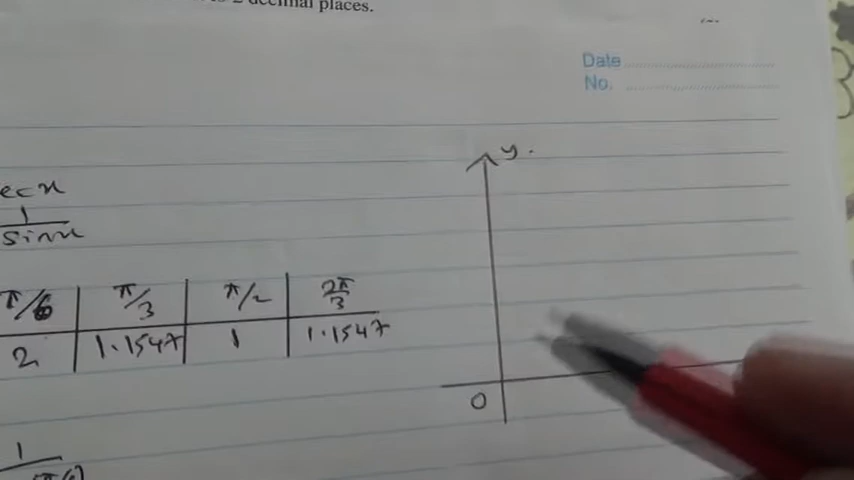 decimal places.
Date
No.
y.
ecx
1
sinx
π/6 π/3 π/2 2π/3
2 1.1547 1 1.1547
0
1